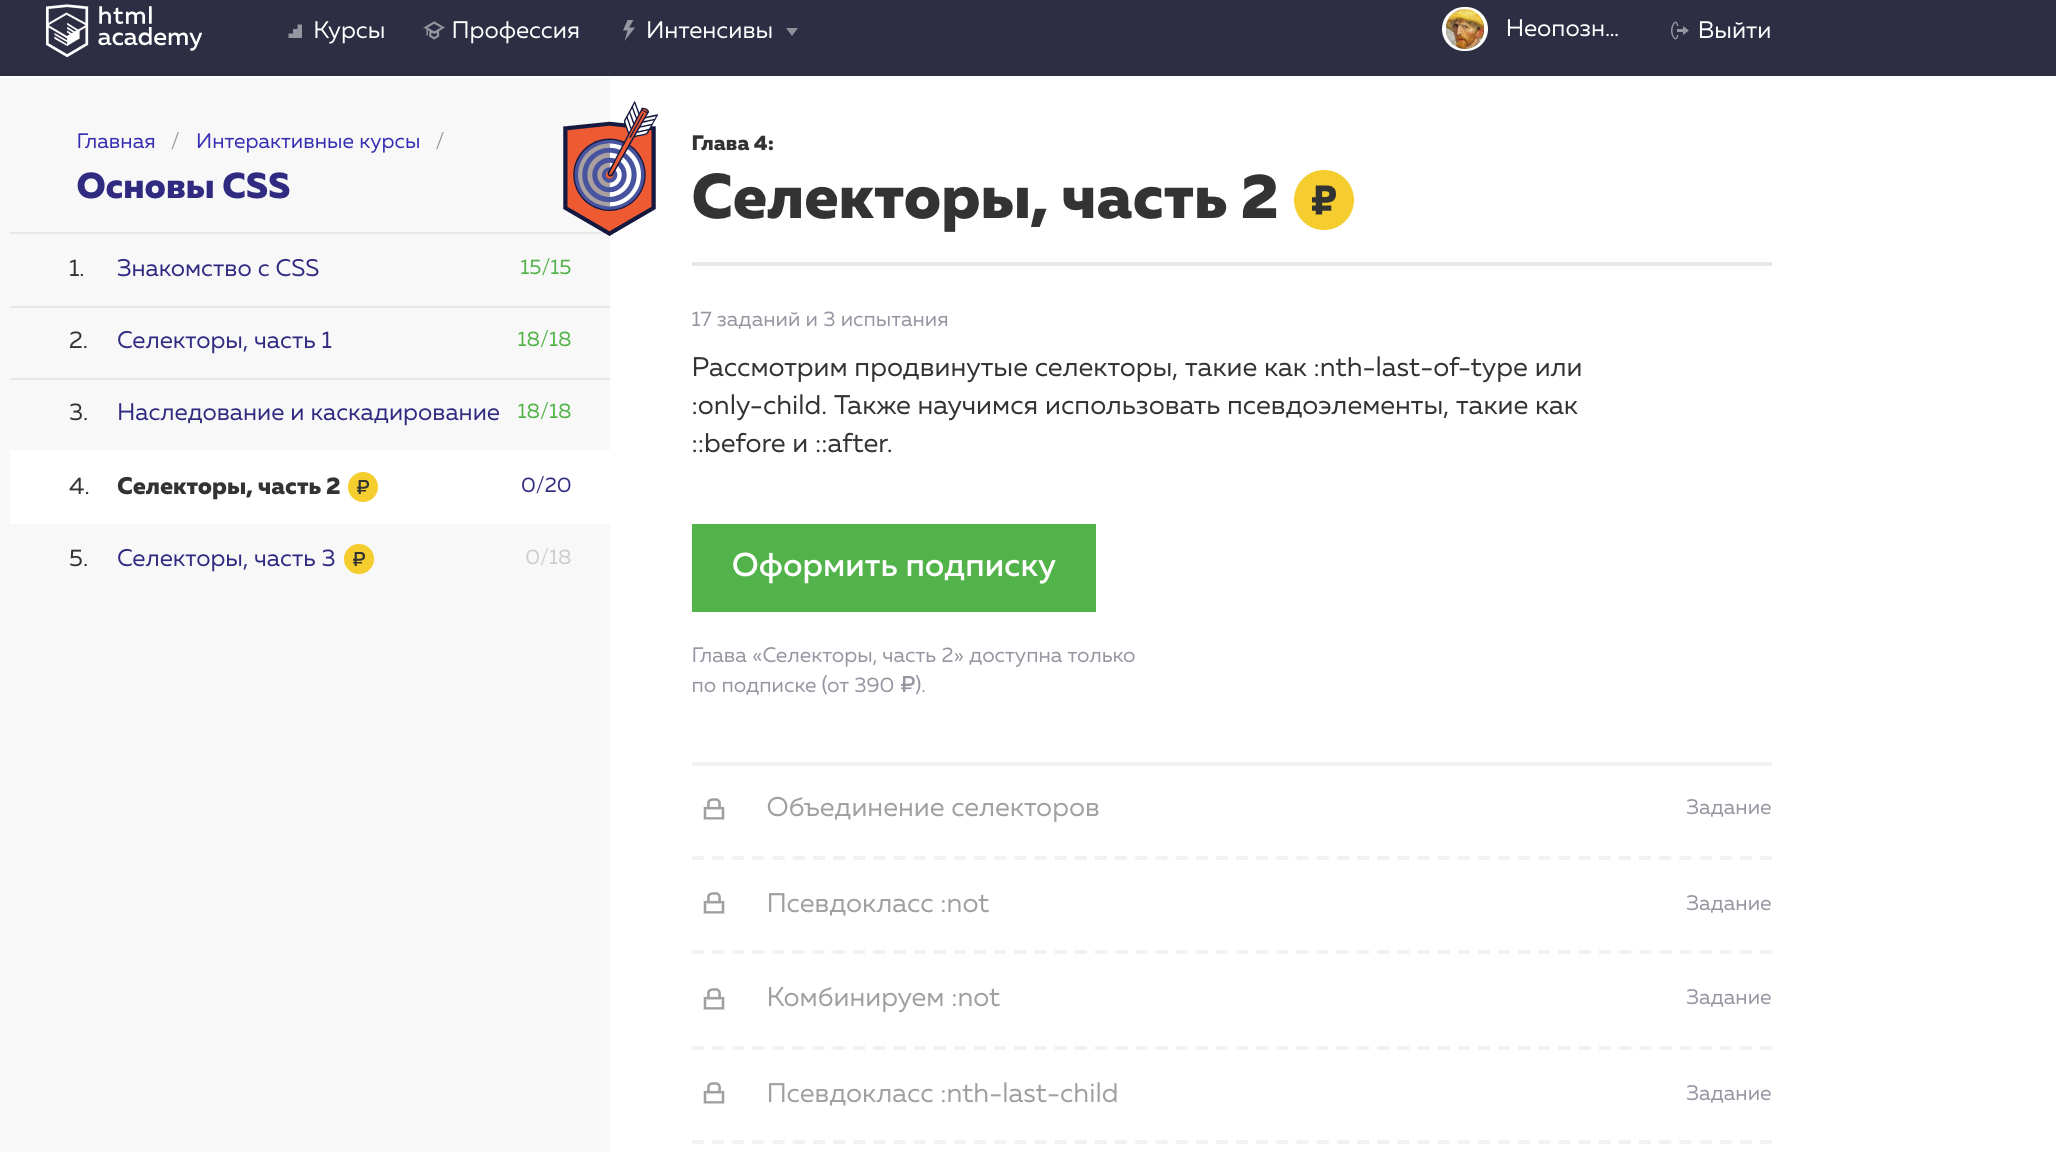 html
academy
Курсы
Профессия
Интенсивы
Неопозн...
Выйти
Главная / Интерактивные курсы /
Основы CSS
1. Знакомство с CSS 15/15
2. Селекторы, часть 1 18/18
3. Наследование и каскадирование 18/18
4. Селекторы, часть 2 ₽ 0/20
5. Селекторы, часть 3 ₽ 0/18
Глава 4:
Селекторы, часть 2 ₽
17 заданий и 3 испытания
Рассмотрим продвинутые селекторы, такие как :nth-last-of-type или
:only-child. Также научимся использовать псевдоэлементы, такие как
::before и ::after.
Оформить подписку
Глава «Селекторы, часть 2» доступна только
по подписке (от 390 ₽).
Объединение селекторов Задание
Псевдокласс :not Задание
Комбинируем :not Задание
Псевдокласс :nth-last-child Задание